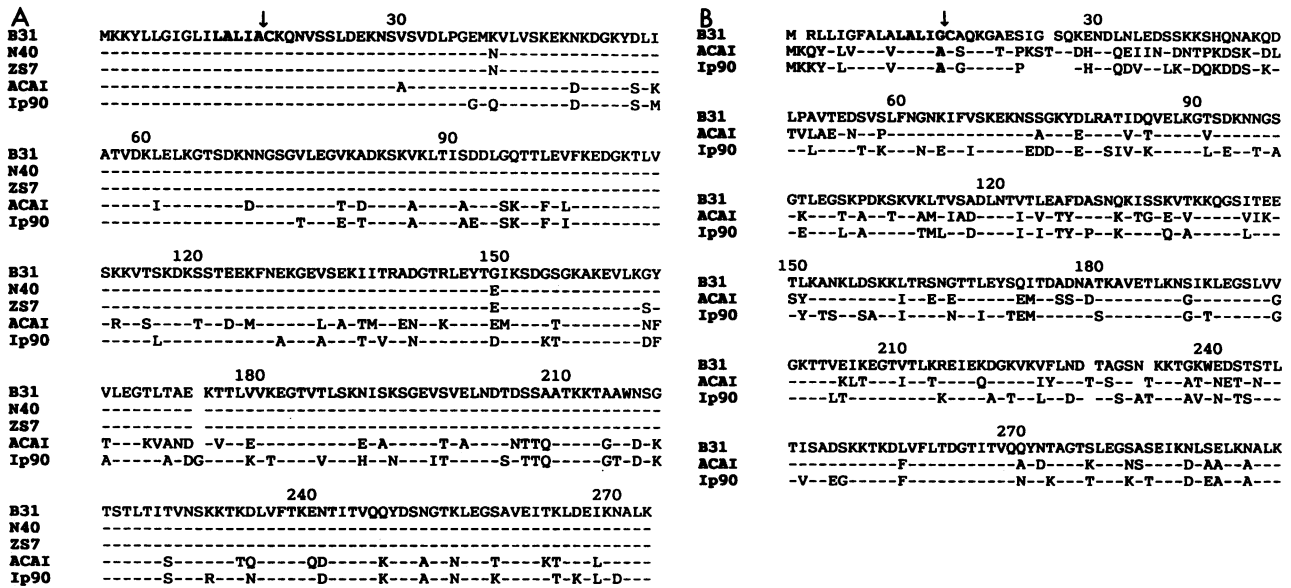 A
↓ 30
B31 MKKYLLGIGLILALIACKQNVSSLDEKNSVSVDLPGEMKVLVSKEKNKDGKYDLI
N40 --------------------------------------N----------------
ZS7 --------------------------------------N----------------
ACAI -----------------------------A----------------D-----S-K
Ip90 ------------------------------------G-Q-------D-----S-M
60 90
B31 ATVDKLELKGTSDKNNGSGVLEGVKADKSKVKLTISDDLGQTTLEVFKEDGKTLV
N40 -------------------------------------------------------
ZS7 -------------------------------------------------------
ACAI -----I--------D--------T-D----A----A---SK--F-L---------
Ip90 -------------------T---E-T----A----AE--SK--F-I---------
120 150
B31 SKKVTSKDKSSTEEKFNEKGEVSEKIITRADGTRLEYTGIKSDGSGKAKEVLKGY
N40 ---------------------------------------E---------------
ZS7 ---------------------------------------E-------------S-
ACAI -R--S----T--D-M------L-A-TM--EN--K----EM----T-------NF
Ip90 -----L-----------A---A---T-V--N-------D----KT-------DF
180 210
B31 VLEGTLTAE KTTLVVKEGTVTLSKNISKSGEVSVELNDTDSSAATKKTAAWNSG
N40 --------- ---------------------------------------------
ZS7 --------- ---------------------------------------------
ACAI T---KVAND -V--E----------E-A-----T-A----NTTQ-----G--D-K
Ip90 A-----A-DG ----K-T----V---H--N---IT-----S-TTQ-----GT-D-K
240 270
B31 TSTLTITVNSKKTKDLVFTKENTITVQQYDSNGTKLEGSAVEITKLDEIKNALK
N40 ------------------------------------------------------
ZS7 ------------------------------------------------------
ACAI ------S------TQ-----QD-----K---A--N---T----KT---L-----
Ip90 ------S---R---N------D-----K---A--N---K-----T-K-L-D---
B
↓ 30
B31 M RLLIGFALALALIGCAQKGAESIG SQKENDLNLEDSSKKSHQNAKQD
ACAI MKQY-LV---V----A-S---T-PKST--DH--QEIIN-DNTPKDSK-DL
Ip90 MKKY-L----V----A-G-----P -----H--QDV--LK-DQKDDS-K-
60 90
B31 LPAVTEDSVSLFNGNKIFVSKEKNSSGKYDLRATIDQVELKGTSDKNNGS
ACAI TVLAE-N--P---------------A---E----V-T-----V-------
Ip90 --L----T-K---N-E--I-----EDD--E--SIV-K-----L-E--T-A
120
B31 GTLEGSKPDKSKVKLTVSADLNTVTLEAFDASNQKISSKVTKKQGSITEE
ACAI -K---T--A--T----AM-IAD----I-V-TY----K-TG-E-V-----VIK-
Ip90 -E----L--A-----TML--D----I-I-TY--P--K----Q-A-----L---
150 180
B31 TLKANKLDSKKLTRSNGTTLEYSQITDADNATKAVETLKNSIKLEGSLVV
ACAI SY---------I--E-E------EM---SS-D---------G--------G
Ip90 -Y-TS--SA--I----N--I--TEM------S--------G-T------G
210 240
B31 GKTTVEIKEGTVTLKREIEKDGKVKVFLND TAGSN KKTGKWEDSTSTL
ACAI -----KLT---I--T----Q-----IY---T-S---T---AT-NET-N--
Ip90 ----LT---------K----A-T--L--D- --S-AT---AV-N-TS---
270
B31 TISADSKKTKDLVFLTDGTITVQQYNTAGTSLEGSASEIKNLSELKNALK
ACAI -----------F-----------A-D----K---NS----D-AA--A---
Ip90 -V--EG-----F-----------N---K--T---K--T---D-EA--A---